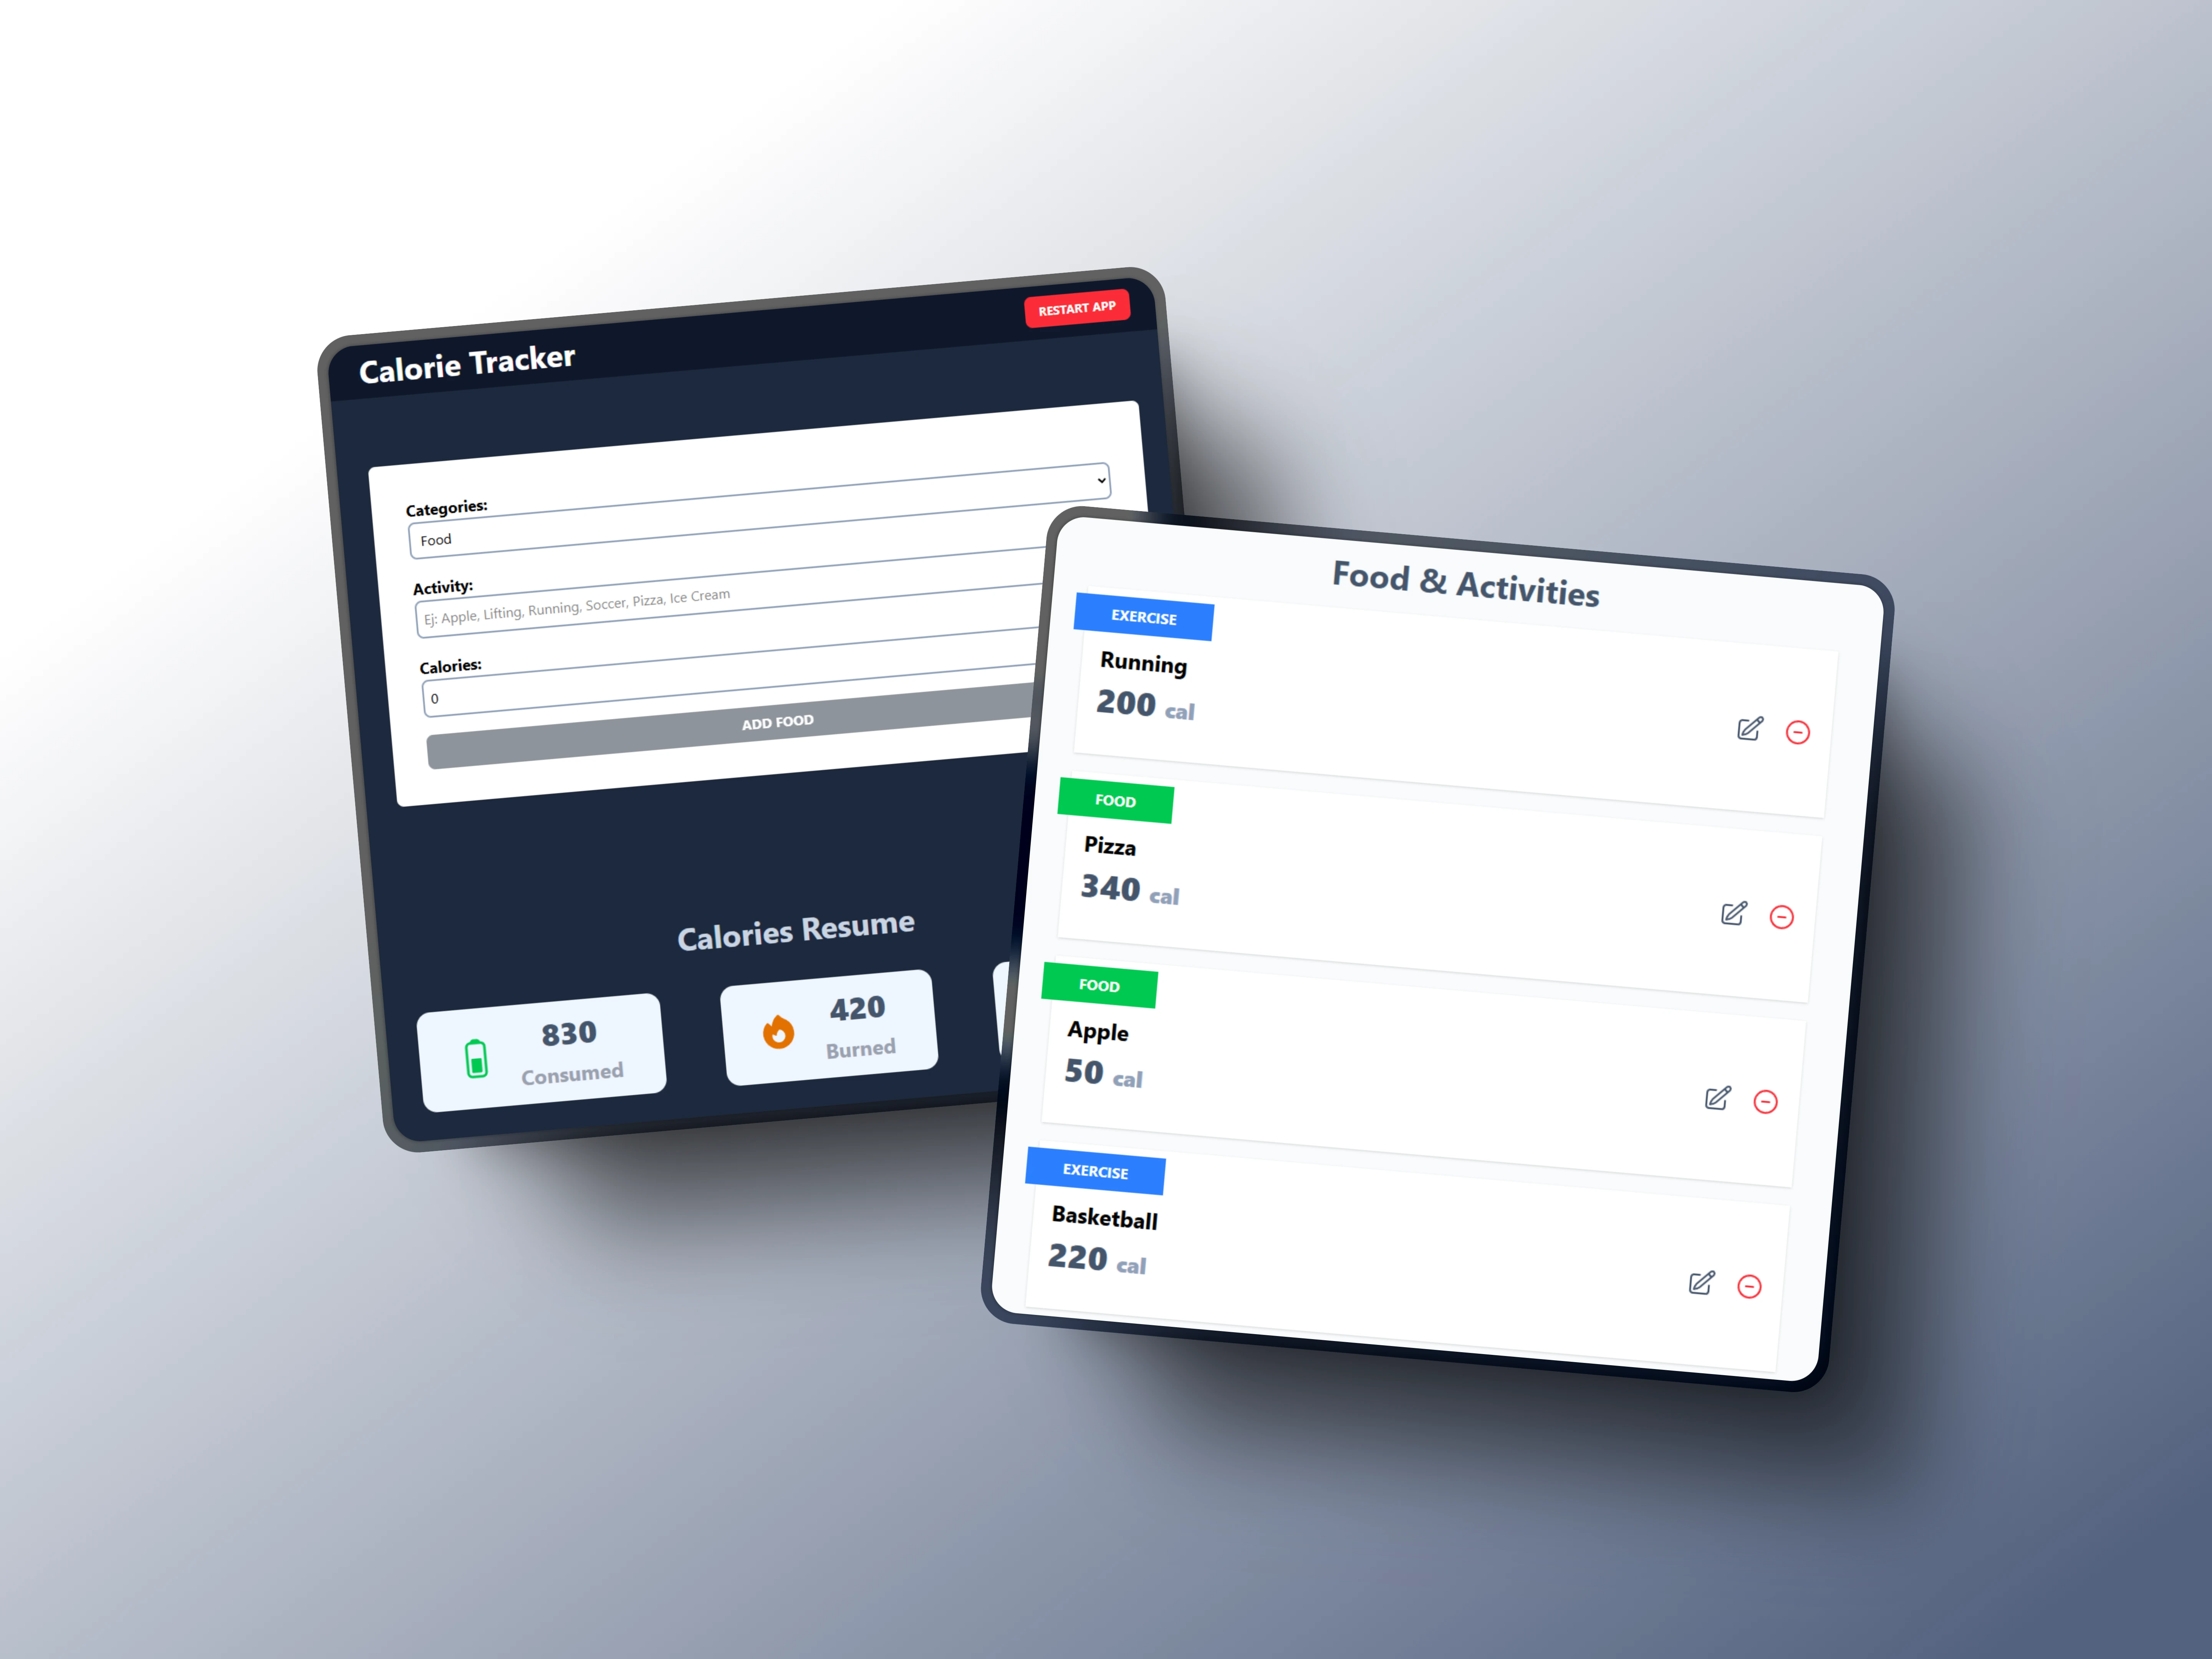 Calorie Tracker
RESTART APP
Categories:
Food
Activity:
Ej: Apple, Lifting, Running, Soccer, Pizza, Ice Cream
Calories:
0
ADD FOOD
Calories Resume
830
Consumed
420
Burned
Food & Activities
EXERCISE
Running
200 cal
FOOD
Pizza
340 cal
FOOD
Apple
50 cal
EXERCISE
Basketball
220 cal